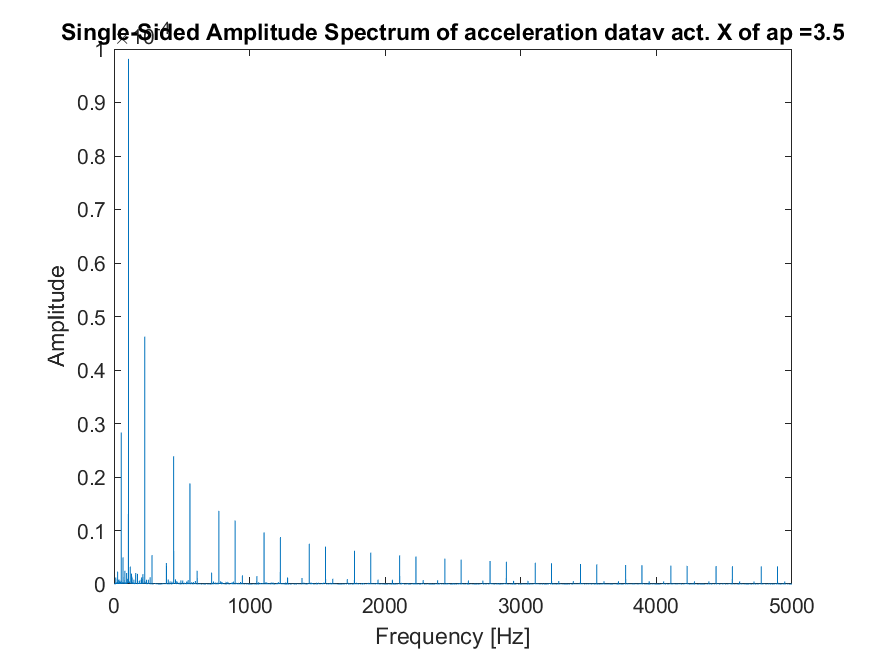 Single-Sided Amplitude Spectrum of acceleration datav act. X of ap =3.5
1
0.9
0.8
0.7
0.6
0.5
0.4
0.3
0.2
0.1
0
Amplitude
0 1000 2000 3000 4000 5000
Frequency [Hz]